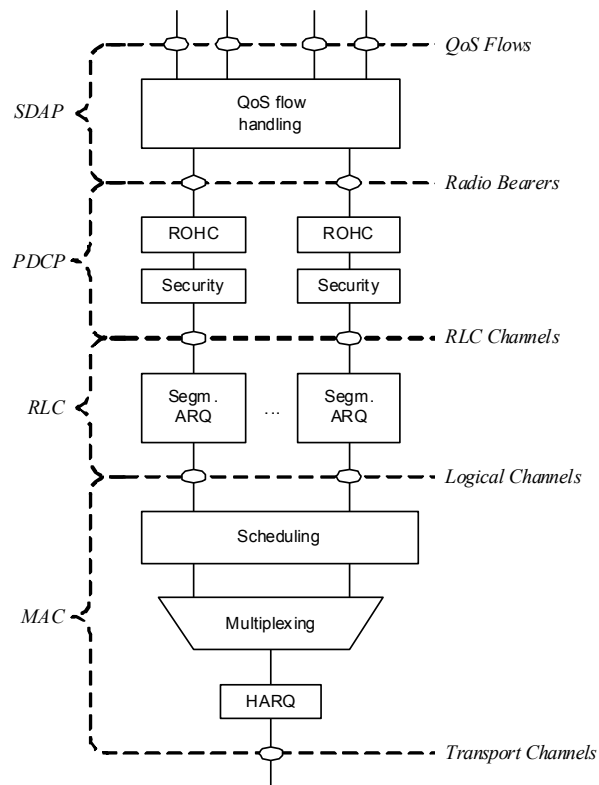 QoS Flows
QoS flow
handling
SDAP
Radio Bearers
ROHC
ROHC
PDCP
Security
Security
RLC Channels
Segm.
ARQ
...
Segm.
ARQ
RLC
Logical Channels
Scheduling
MAC
Multiplexing
HARQ
Transport Channels